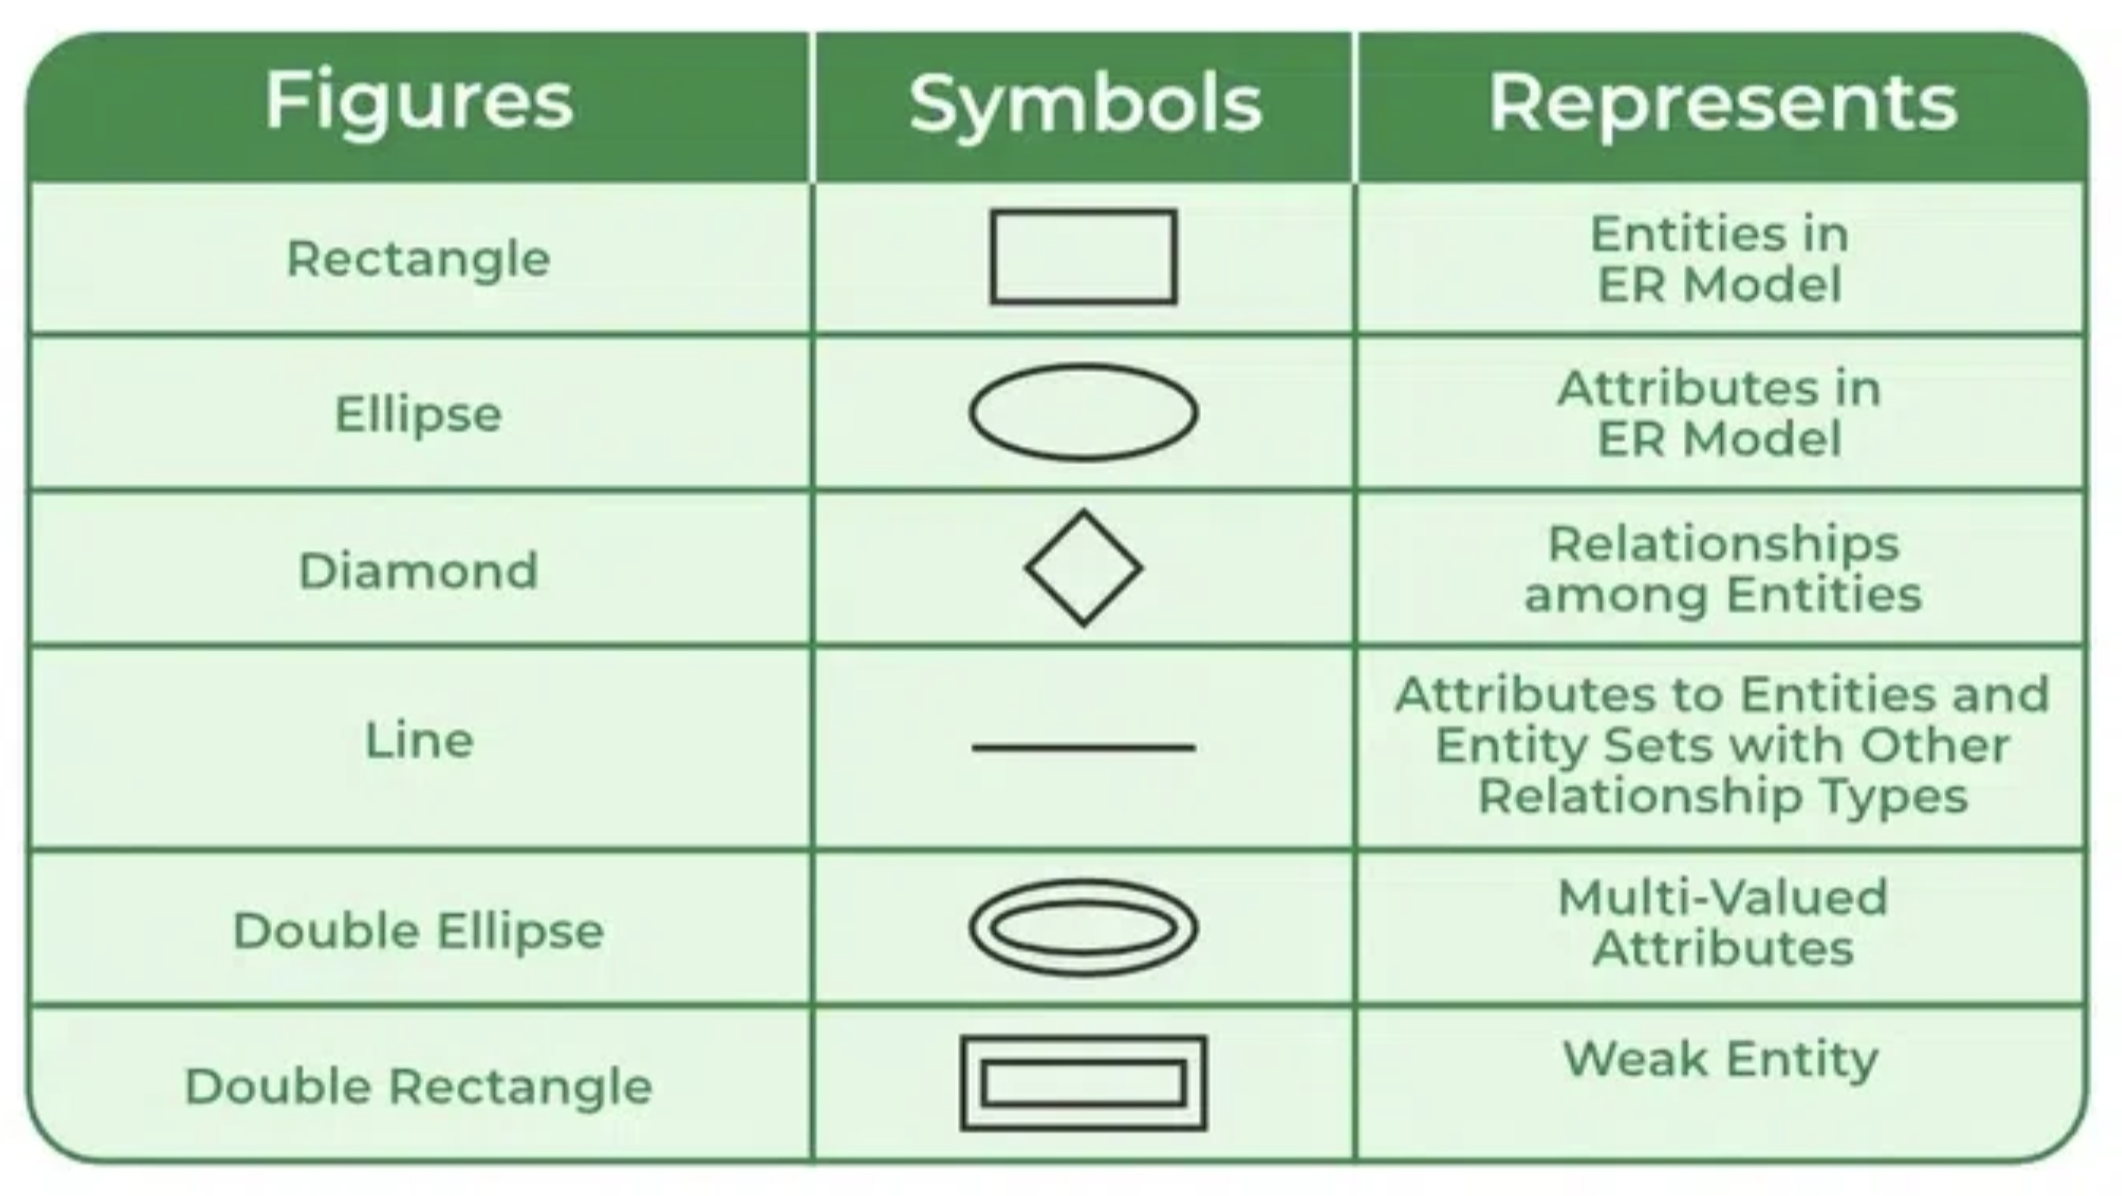 Figures Symbols Represents
Rectangle
Entities in
ER Model
Ellipse
Attributes in
ER Model
Diamond
Relationships
among Entities
Line
Attributes to Entities and
Entity Sets with Other
Relationship Types
Double Ellipse
Multi-Valued
Attributes
Double Rectangle
Weak Entity